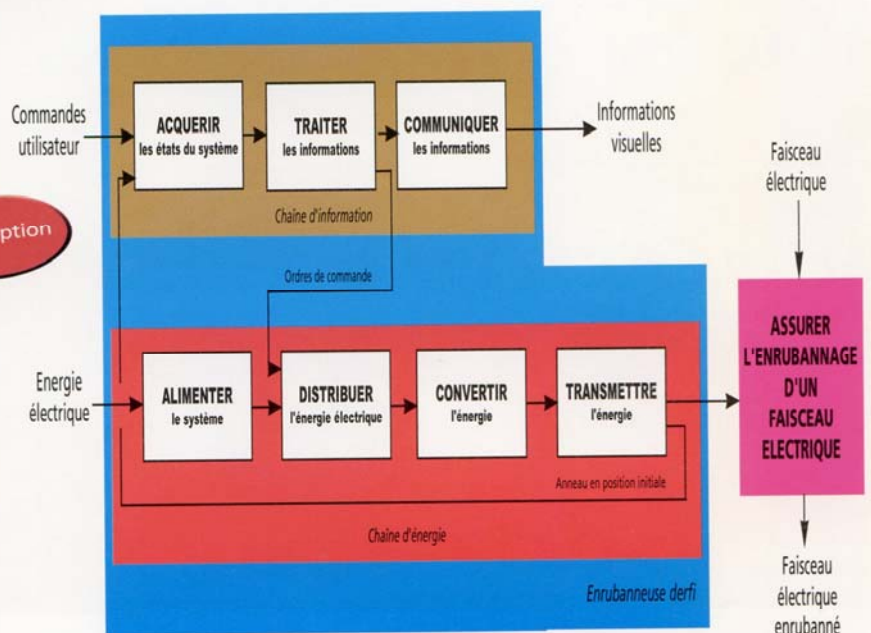 Commandes
utilisateur
ACQUERIR
les états du système
TRAITER
les informations
COMMUNIQUER
les informations
Informations
visuelles
Chaîne d'information
ption
Ordres de commande
Faisceau
électrique
Energie
électrique
ALIMENTER
le système
DISTRIBUER
l'énergie électrique
CONVERTIR
l'énergie
TRANSMETTRE
l'énergie
ASSURER
L'ENRUBANNAGE
D'UN
FAISCEAU
ELECTRIQUE
Anneau en position initiale
Chaîne d'énergie
Enrubanneuse derfi
Faisceau
électrique
enrubanné